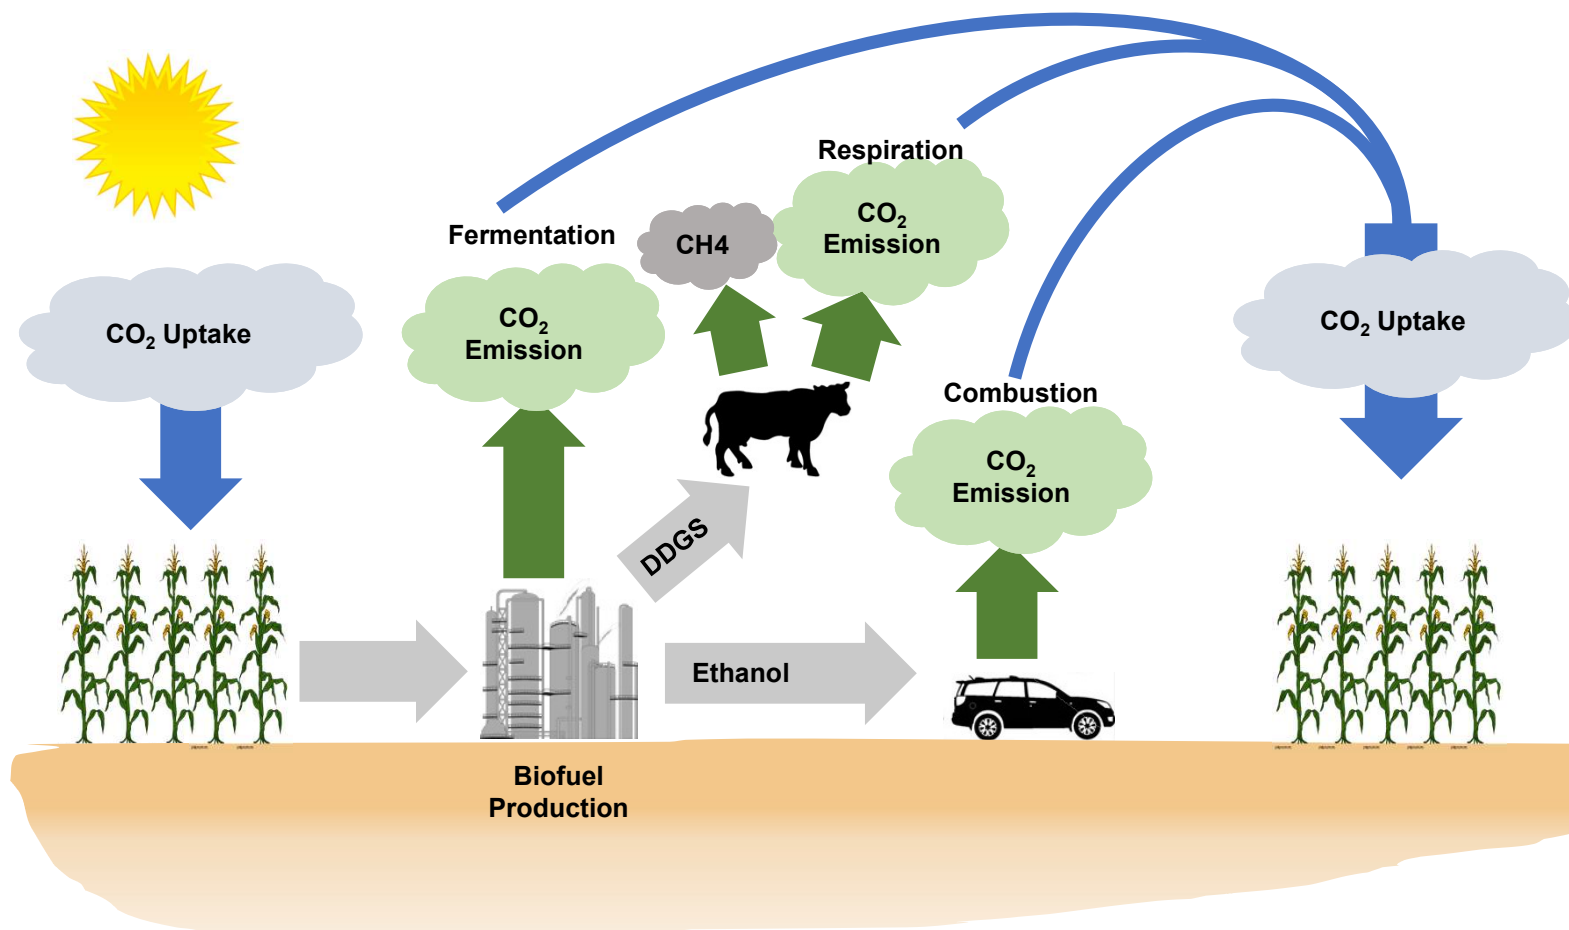 Respiration
CO₂
Emission
CH4
Fermentation
CO₂ Uptake
CO₂
Emission
CO₂ Uptake
Combustion
CO₂
Emission
DDGS
Ethanol
Biofuel
Production